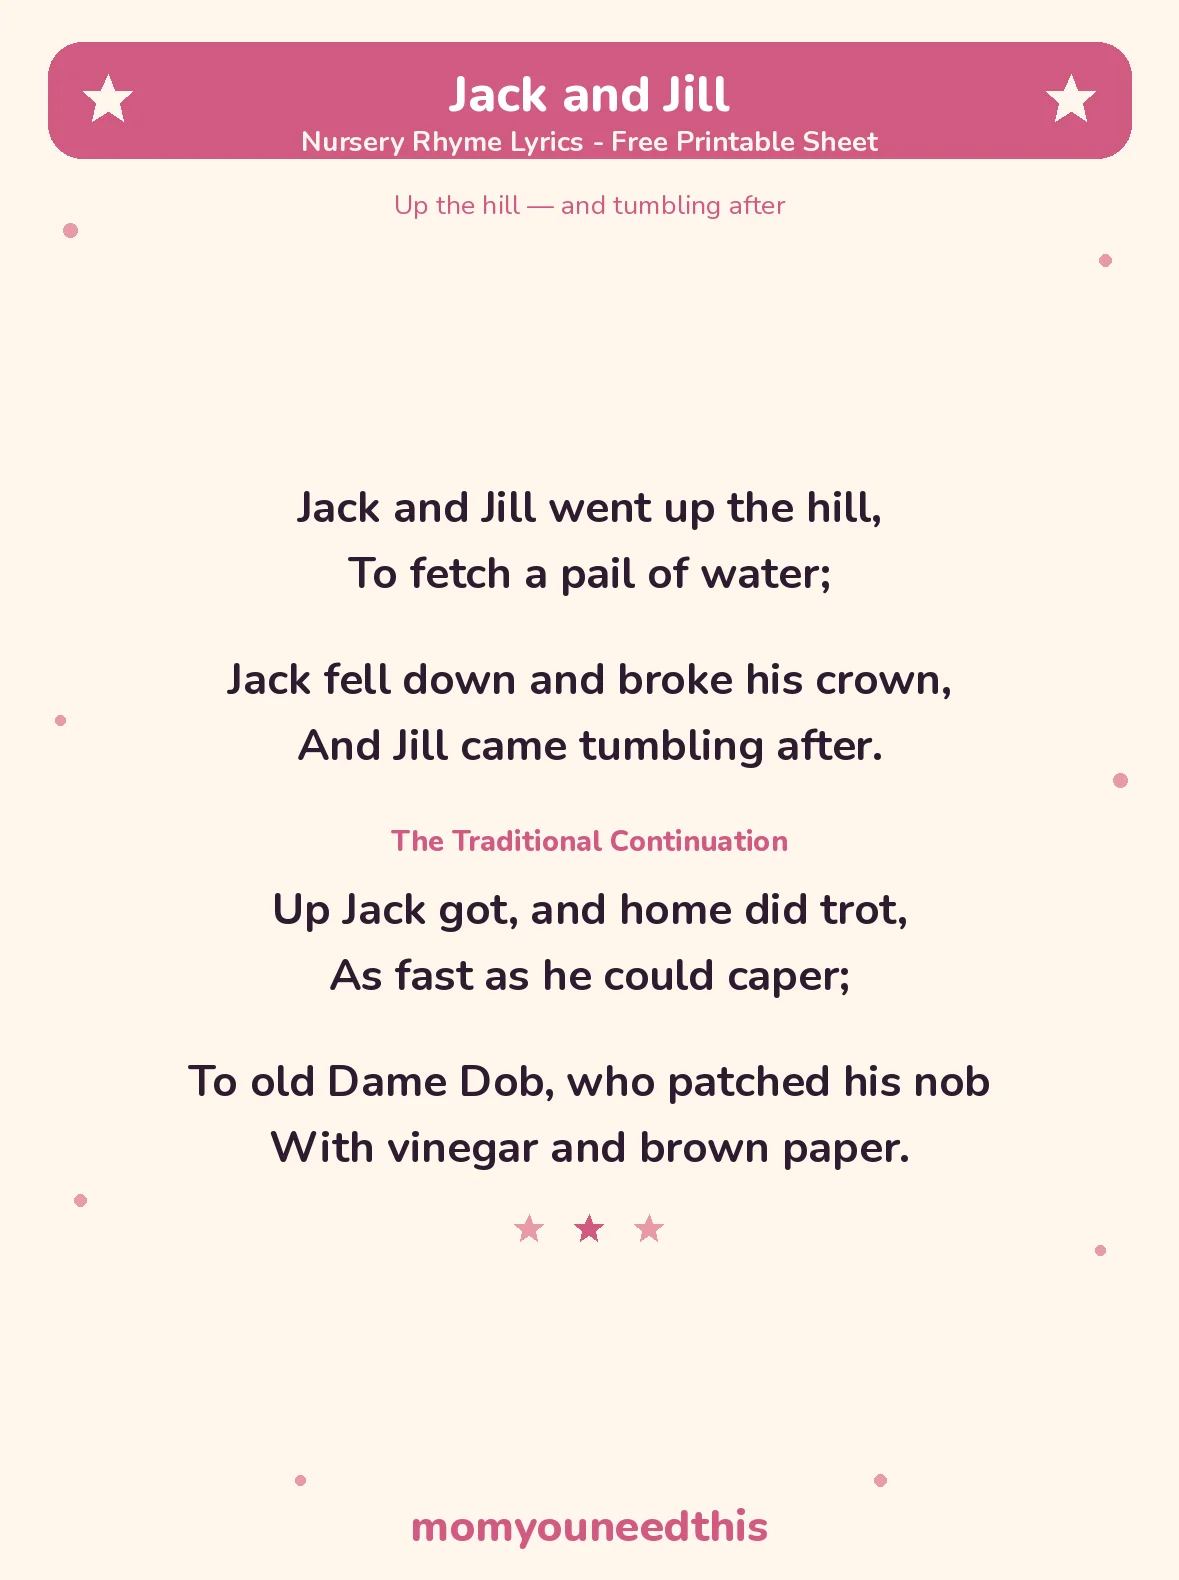 Jack and Jill
Nursery Rhyme Lyrics - Free Printable Sheet
Up the hill — and tumbling after
Jack and Jill went up the hill,
To fetch a pail of water;
Jack fell down and broke his crown,
And Jill came tumbling after.
The Traditional Continuation
Up Jack got, and home did trot,
As fast as he could caper;
To old Dame Dob, who patched his nob
With vinegar and brown paper.
momyouneedthis